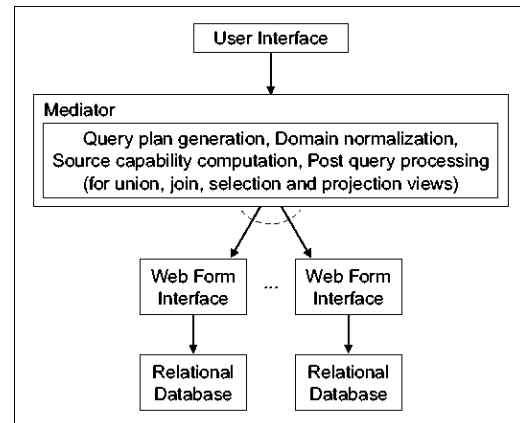 User Interface
Mediator
Query plan generation, Domain normalization,
Source capability computation, Post query processing
(for union, join, selection and projection views)
Web Form
Interface
...
Web Form
Interface
Relational
Database
Relational
Database